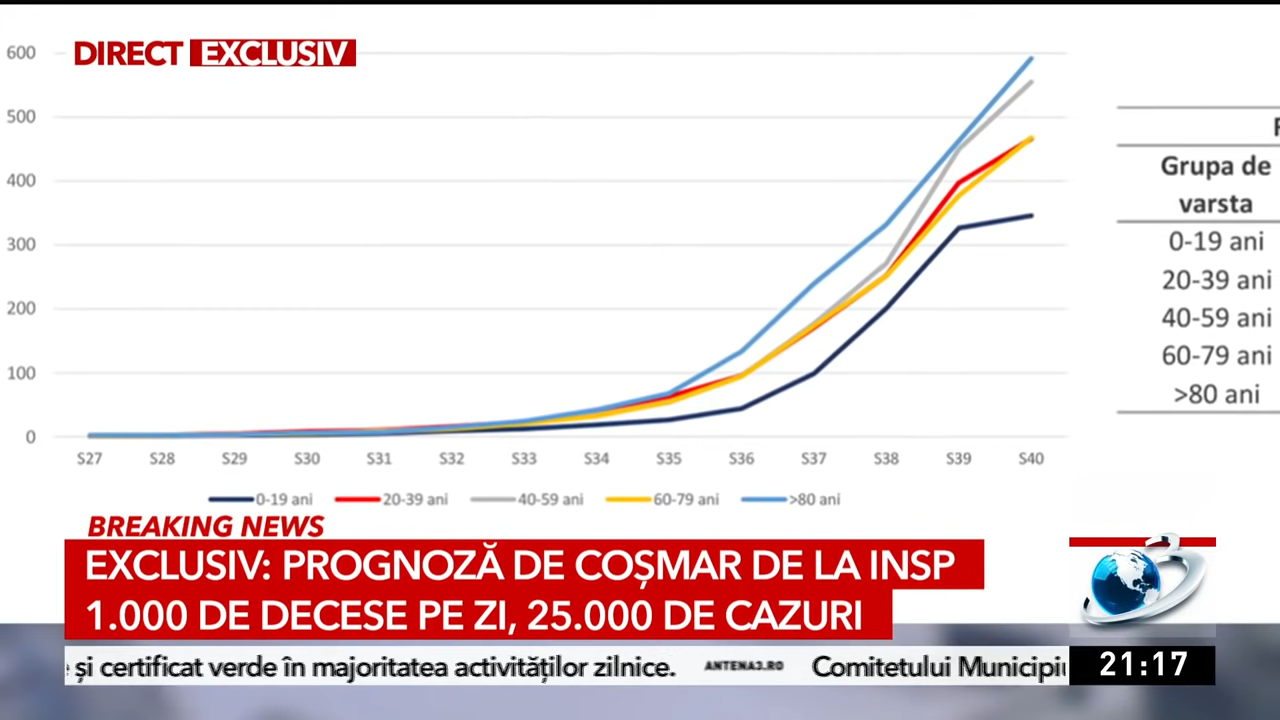 DIRECT EXCLUSIV
600
500
400
300
200
100
0
S27 S28 S29 S30 S31 S32 S33 S34 S35 S36 S37 S38 S39 S40
0-19 ani 20-39 ani 40-59 ani 60-79 ani >80 ani
Grupa de
varsta
0-19 ani
20-39 ani
40-59 ani
60-79 ani
>80 ani
BREAKING NEWS
EXCLUSIV: PROGNOZĂ DE COȘMAR DE LA INSP
1.000 DE DECESE PE ZI, 25.000 DE CAZURI
și certificat verde în majoritatea activităților zilnice. ANTENA3.RO Comitetului Municipiu
3
21:17